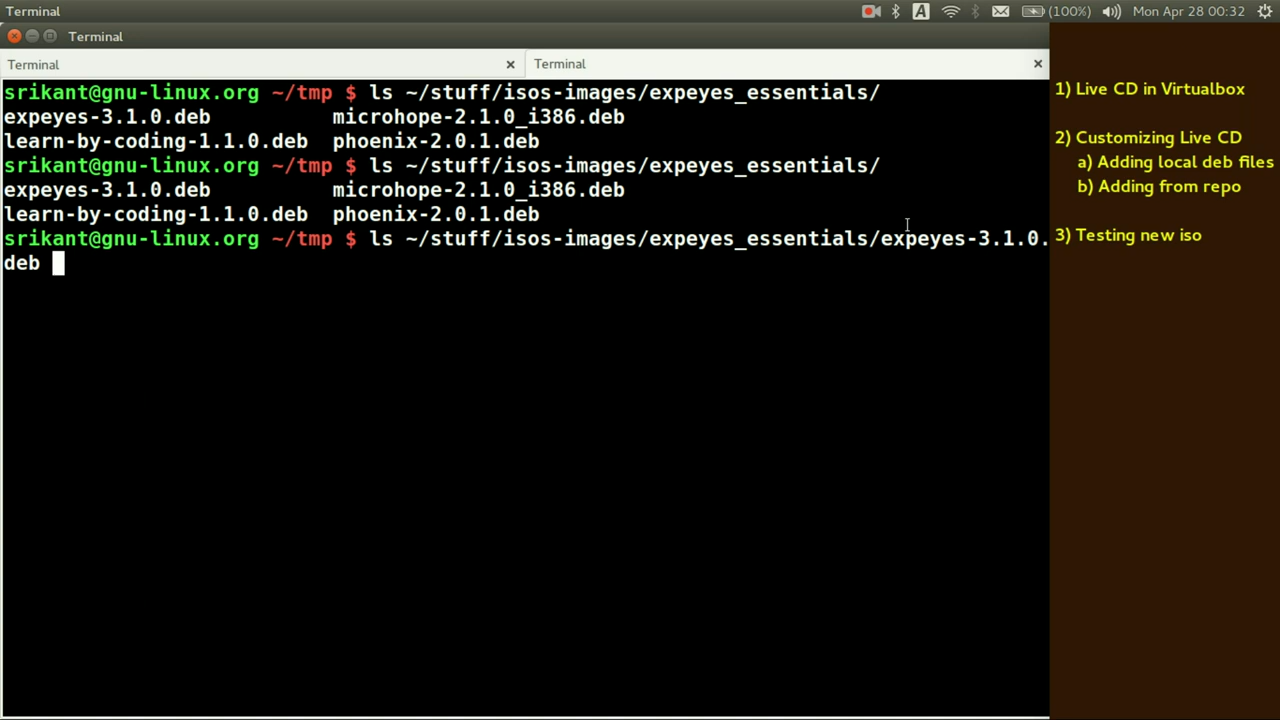 Terminal
(100%)
Mon Apr 28 00:32
Terminal
Terminal
Terminal
srikant@gnu-linux.org ~/tmp $ ls ~/stuff/isos-images/expeyes_essentials/
expeyes-3.1.0.deb microhope-2.1.0_i386.deb
learn-by-coding-1.1.0.deb phoenix-2.0.1.deb
srikant@gnu-linux.org ~/tmp $ ls ~/stuff/isos-images/expeyes_essentials/
expeyes-3.1.0.deb microhope-2.1.0_i386.deb
learn-by-coding-1.1.0.deb phoenix-2.0.1.deb
srikant@gnu-linux.org ~/tmp $ ls ~/stuff/isos-images/expeyes_essentials/expeyes-3.1.0.
deb
1) Live CD in Virtualbox
2) Customizing Live CD
a) Adding local deb files
b) Adding from repo
3) Testing new iso